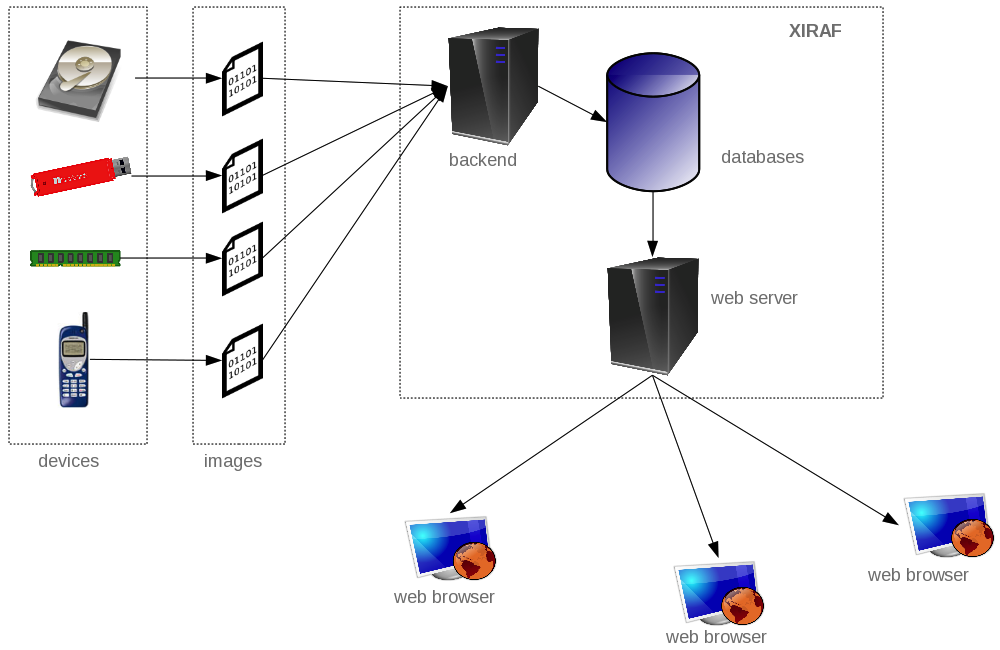 XIRAF
01101
10101
01101
10101
01101
10101
01101
10101
backend
databases
web server
devices
images
web browser
web browser
web browser